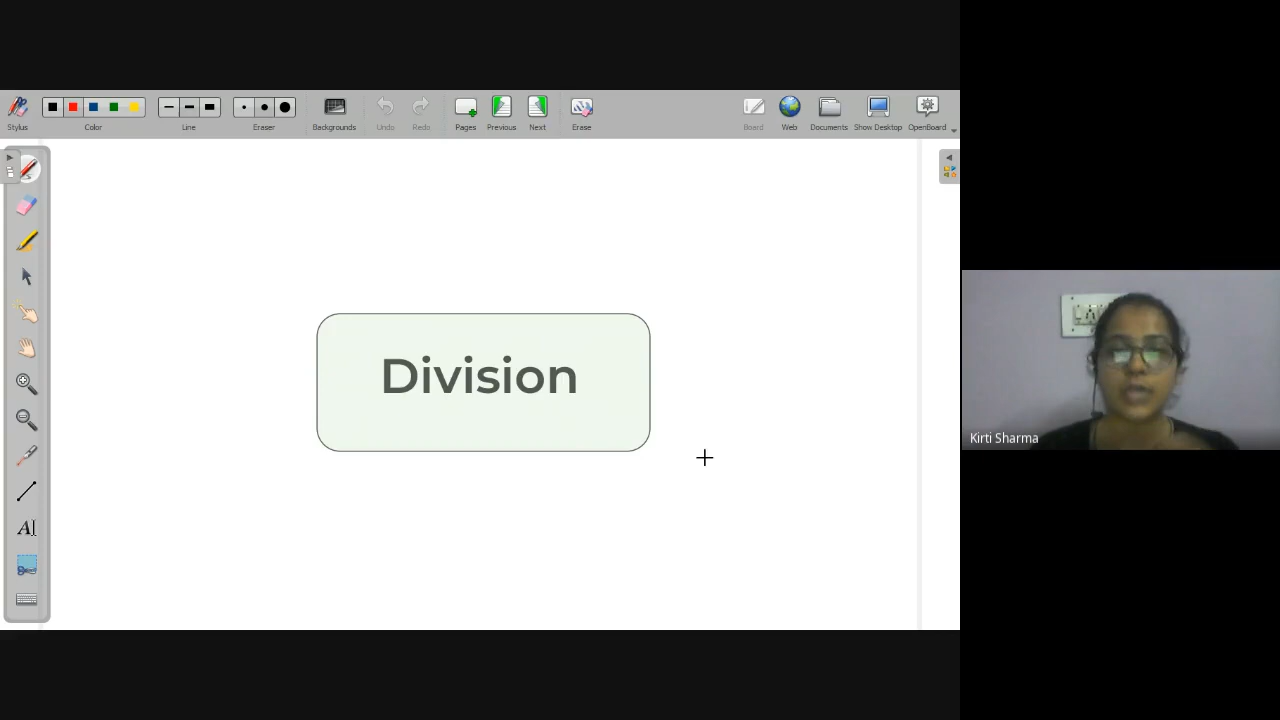 Stylus
Color
Line
Eraser
Backgrounds
Undo
Redo
Pages
Previous
Next
Erase
Board
Web
Documents
Show Desktop
OpenBoard
Division
A
Kirti Sharma